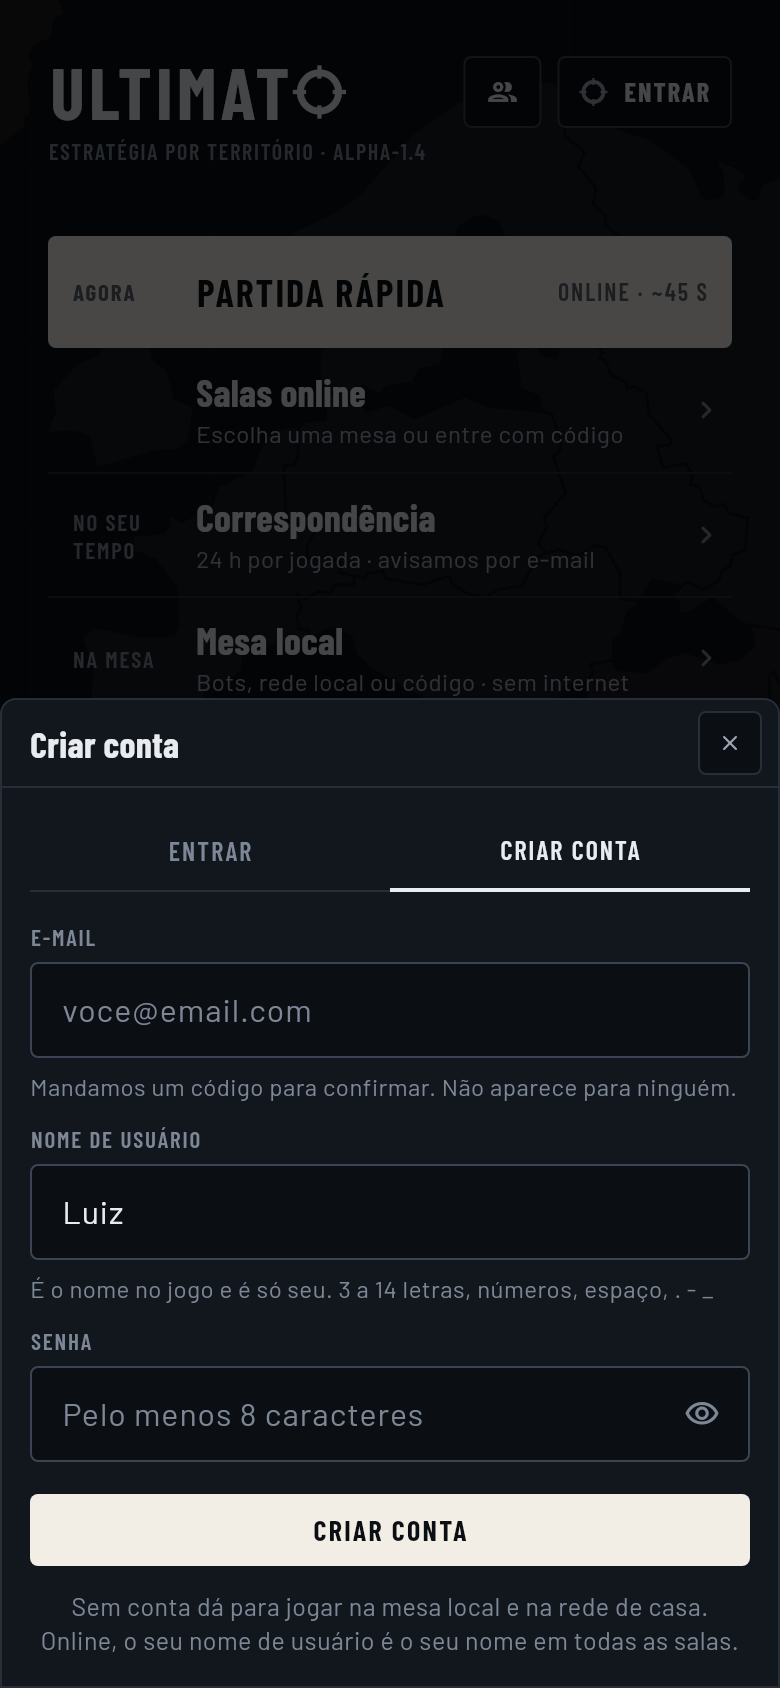 ULTIMATO
ENTRAR
ESTRATÉGIA POR TERRITÓRIO · ALPHA-1.4
AGORA
PARTIDA RÁPIDA
ONLINE · ~45 S
Salas online
Escolha uma mesa ou entre com código
NO SEU
TEMPO
Correspondência
24 h por jogada · avisamos por e-mail
NA MESA
Mesa local
Bots, rede local ou código · sem internet
Criar conta
ENTRAR
CRIAR CONTA
E-MAIL
voce@email.com
Mandamos um código para confirmar. Não aparece para ninguém.
NOME DE USUÁRIO
Luiz
É o nome no jogo e é só seu. 3 a 14 letras, números, espaço, . - _
SENHA
Pelo menos 8 caracteres
CRIAR CONTA
Sem conta dá para jogar na mesa local e na rede de casa.
Online, o seu nome de usuário é o seu nome em todas as salas.